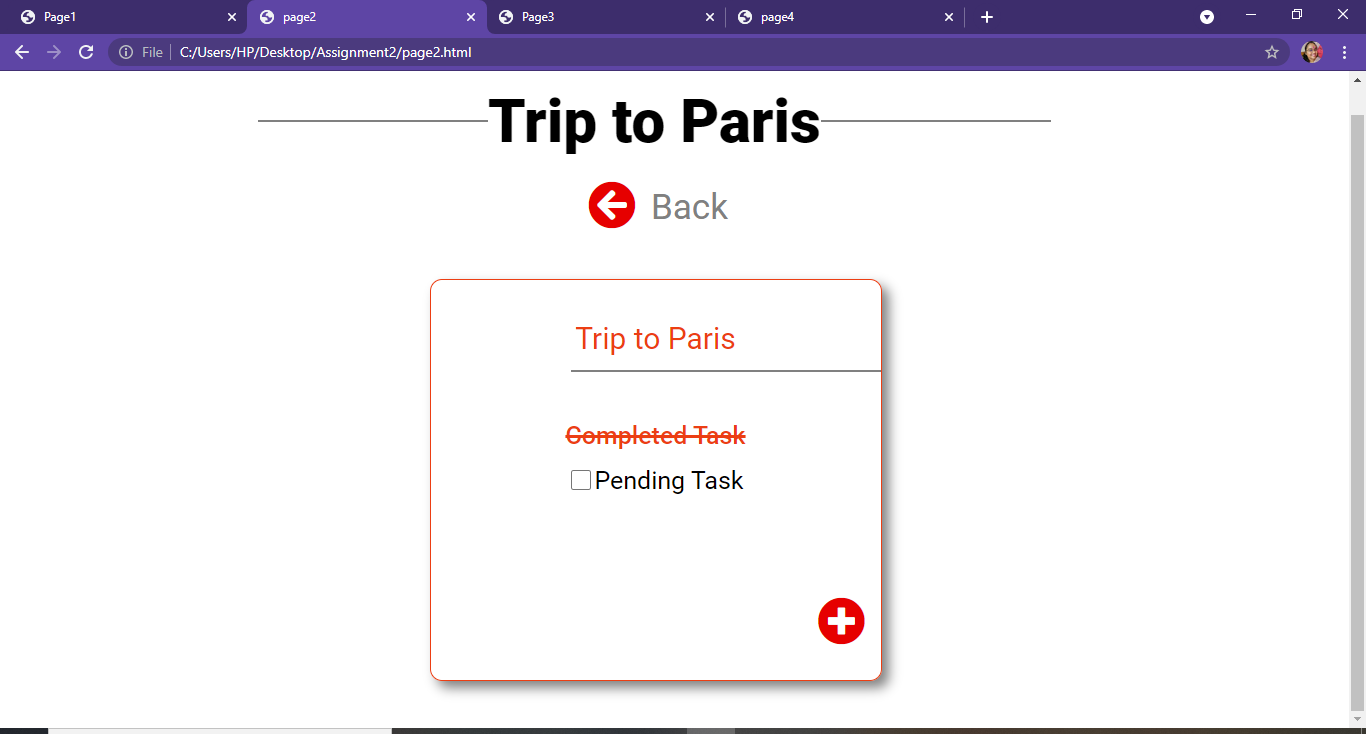 Page1 page2 Page3 page4
File C:/Users/HP/Desktop/Assignment2/page2.html
Trip to Paris
Back
Trip to Paris
Completed Task
Pending Task